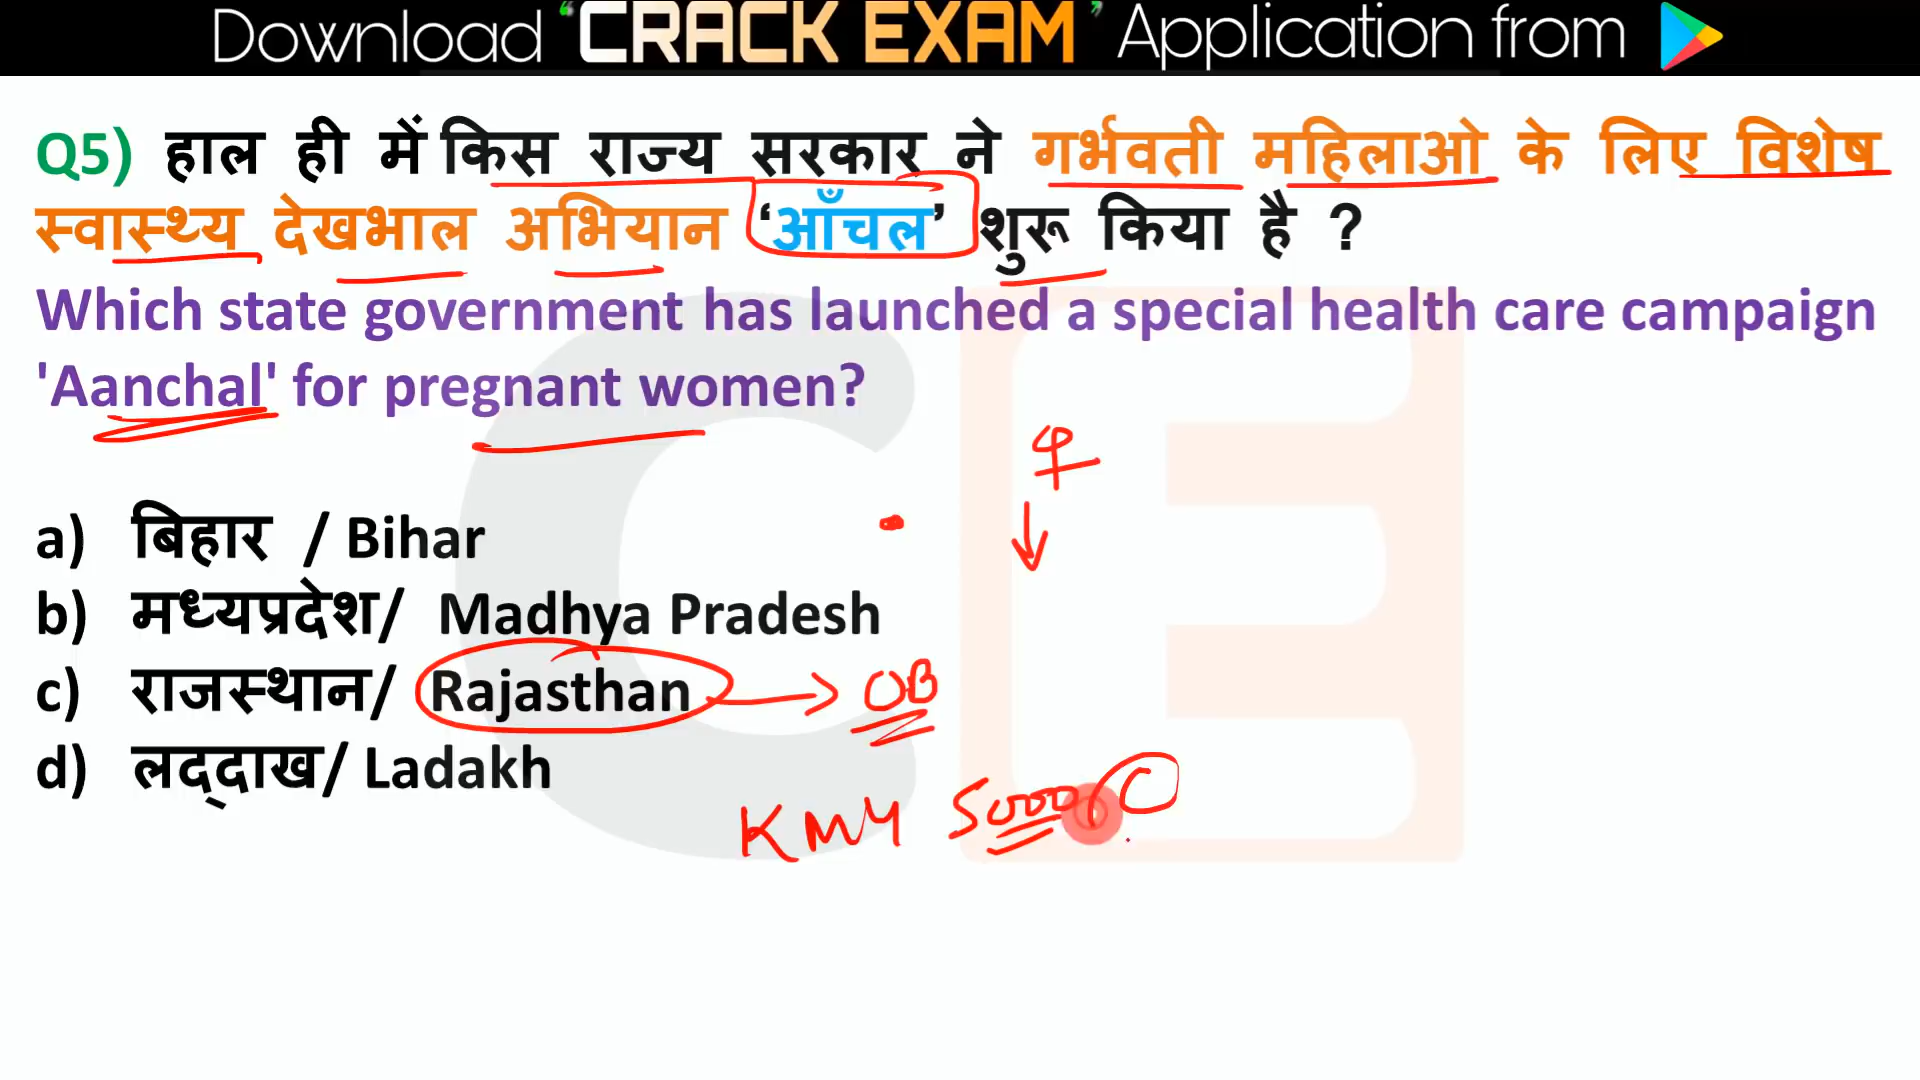 Download “CRACK EXAM” Application from
Q5) हाल ही में किस राज्य सरकार ने गर्भवती महिलाओ के लिए विशेष
स्वास्थ्य देखभाल अभियान ‘आँचल’ शुरू किया है ?
Which state government has launched a special health care campaign
'Aanchal' for pregnant women?
a) बिहार / Bihar
b) मध्यप्रदेश/ Madhya Pradesh
c) राजस्थान/ Rajasthan
OB
d) लद्दाख/ Ladakh
KMY 5000
CE